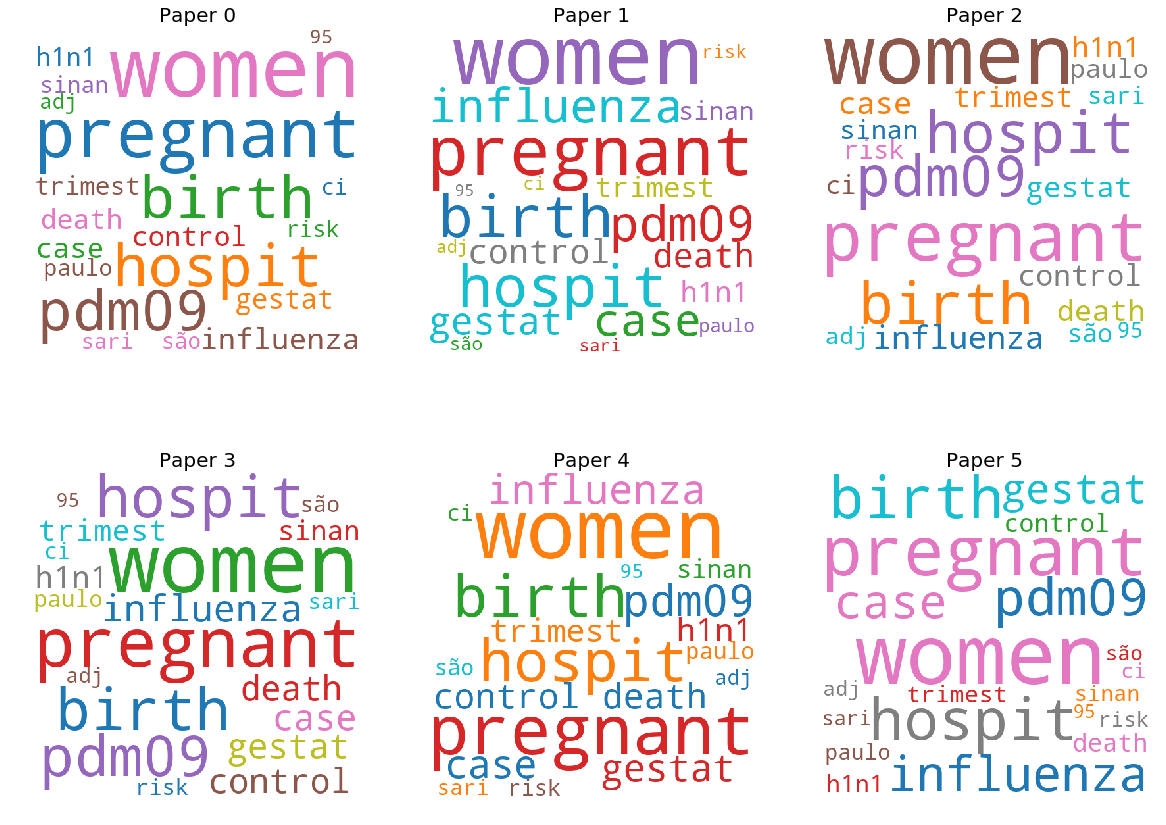 Paper 0
95
h1n1 women
sinan
adj
pregnant
trimest birth ci
death risk
case control
paulo hospit
pdm09 gestat
sari são influenza
Paper 1
women risk
influenza sinan
pregnant
95 ci trimest
birth pdm09
adj control death
hospit h1n1
gestat case paulo
são sari
Paper 2
women h1n1
paulo
case trimest sari
sinan hospit
risk
ci pdm09 gestat
pregnant
control
birth death
adj influenza são 95
Paper 3
95 hospit são
trimest sinan
ci women
h1n1
paulo influenza sari
pregnant
adj death
birth case
pdm09 gestat
risk control
Paper 4
influenza
ci women
95 sinan
birth pdm09
trimest h1n1
são hospit paulo
adj
control death
pregnant
case gestat
sari risk
Paper 5
birth gestat
control
pregnant
case pdm09
women são
ci
adj trimest sinan
sari hospit 95 risk
paulo death
h1n1 influenza